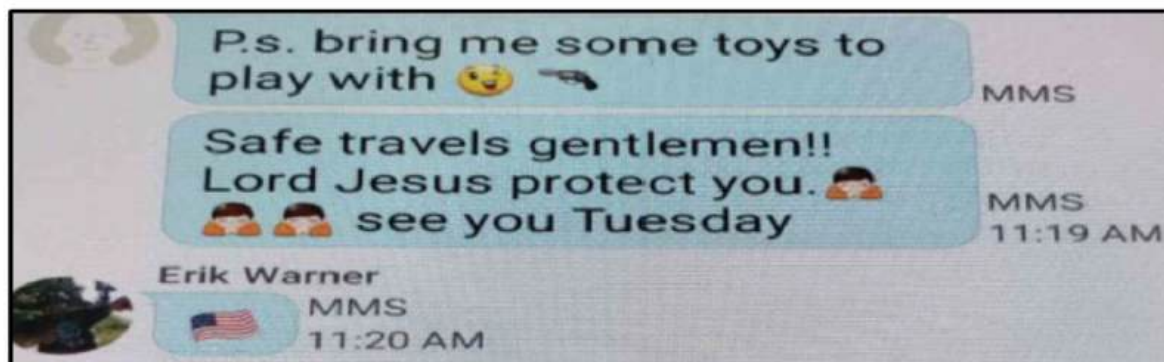 P.s. bring me some toys to
play with 😉 🔫
MMS
Safe travels gentlemen!!
Lord Jesus protect you. 🙇
🙇🙇 see you Tuesday
MMS
11:19 AM
Erik Warner
🇺🇸
MMS
11:20 AM